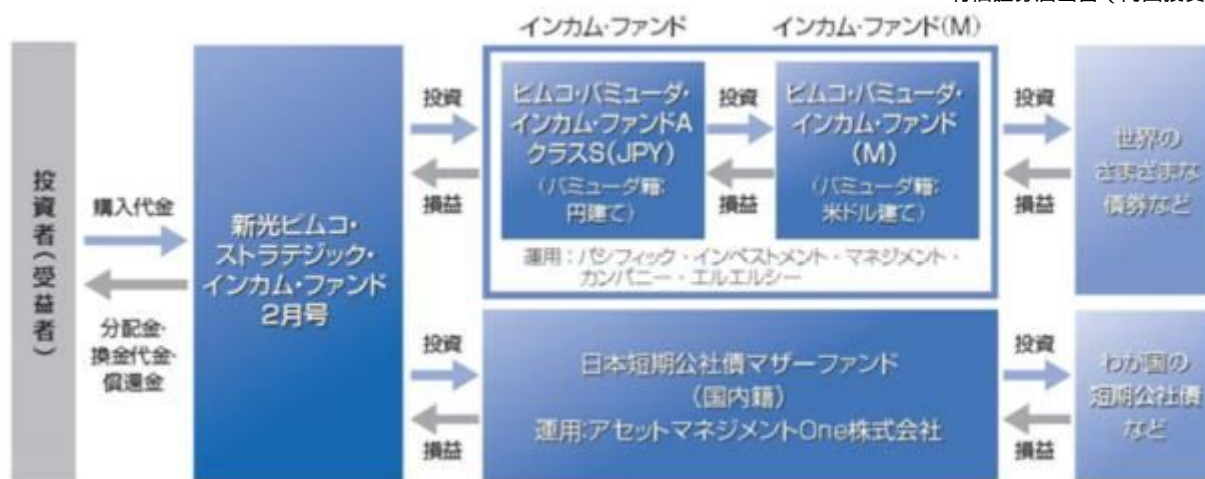 インカム・ファンド
インカム・ファンド(M)
投資者(受益者)
購入代金
分配金・
換金代金・
償還金
新光ピムコ・
ストラテジック・
インカム・ファンド
2月号
投資
損益
ピムコ・バミューダ・
インカム・ファンドA
クラスS(JPY)
(バミューダ籍:
円建て)
投資
損益
ピムコ・バミューダ・
インカム・ファンド
(M)
(バミューダ籍:
米ドル建て)
運用:パシフィック・インベストメント・マネジメント・
カンパニー・エルエルシー
投資
損益
世界の
さまざまな
債券など
投資
損益
日本短期公社債マザーファンド
(国内籍)
運用:アセットマネジメントOne株式会社
投資
損益
わが国の
短期公社債
など